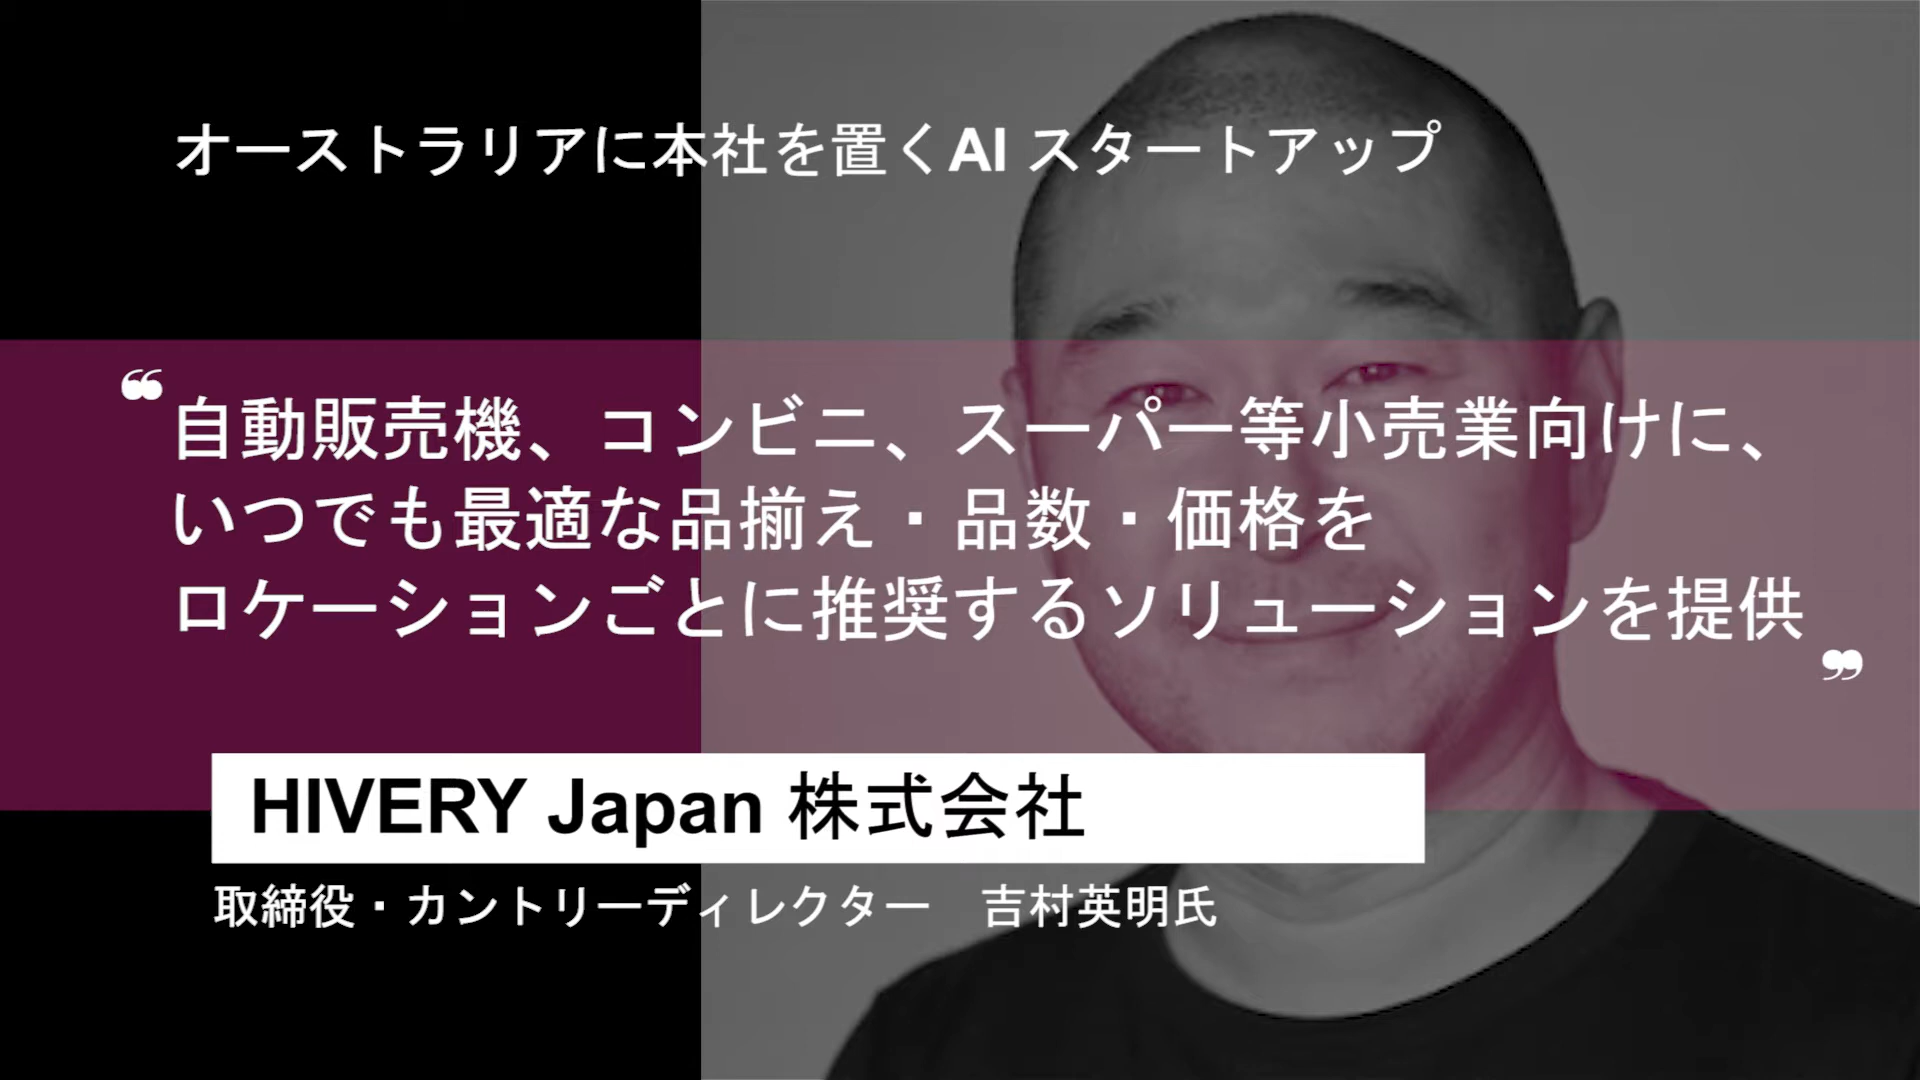 オーストラリアに本社を置くAI スタートアップ
❝自動販売機、コンビニ、スーパー等小売業向けに、
いつでも最適な品揃え・品数・価格を
ロケーションごとに推奨するソリューションを提供❞
HIVERY Japan 株式会社
取締役・カントリーディレクター　吉村英明氏